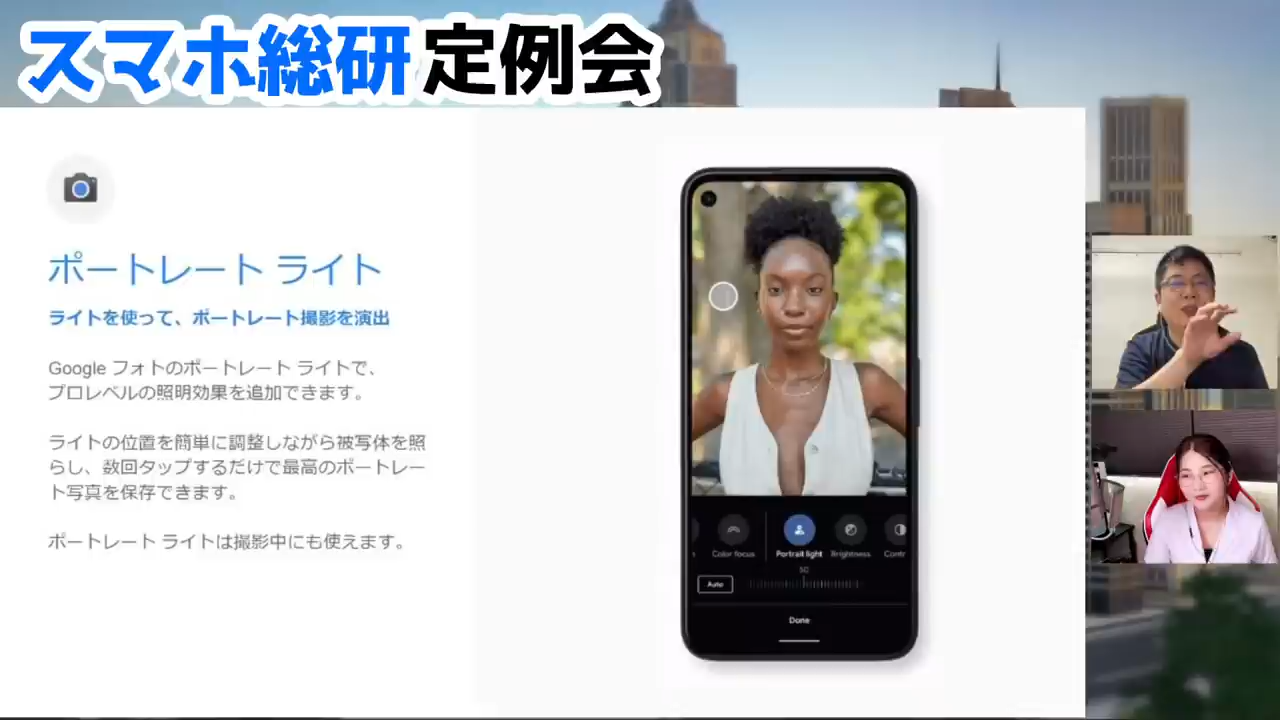 スマホ総研 定例会
ポートレート ライト
ライトを使って、ポートレート撮影を演出
Google フォトのポートレート ライトで、
プロレベルの照明効果を追加できます。
ライトの位置を簡単に調整しながら被写体を照
らし、数回タップするだけで最高のポートレー
ト写真を保存できます。
ポートレート ライトは撮影中にも使えます。
Color focus
Portrait light
Brightness
Contr
50
Auto
Done